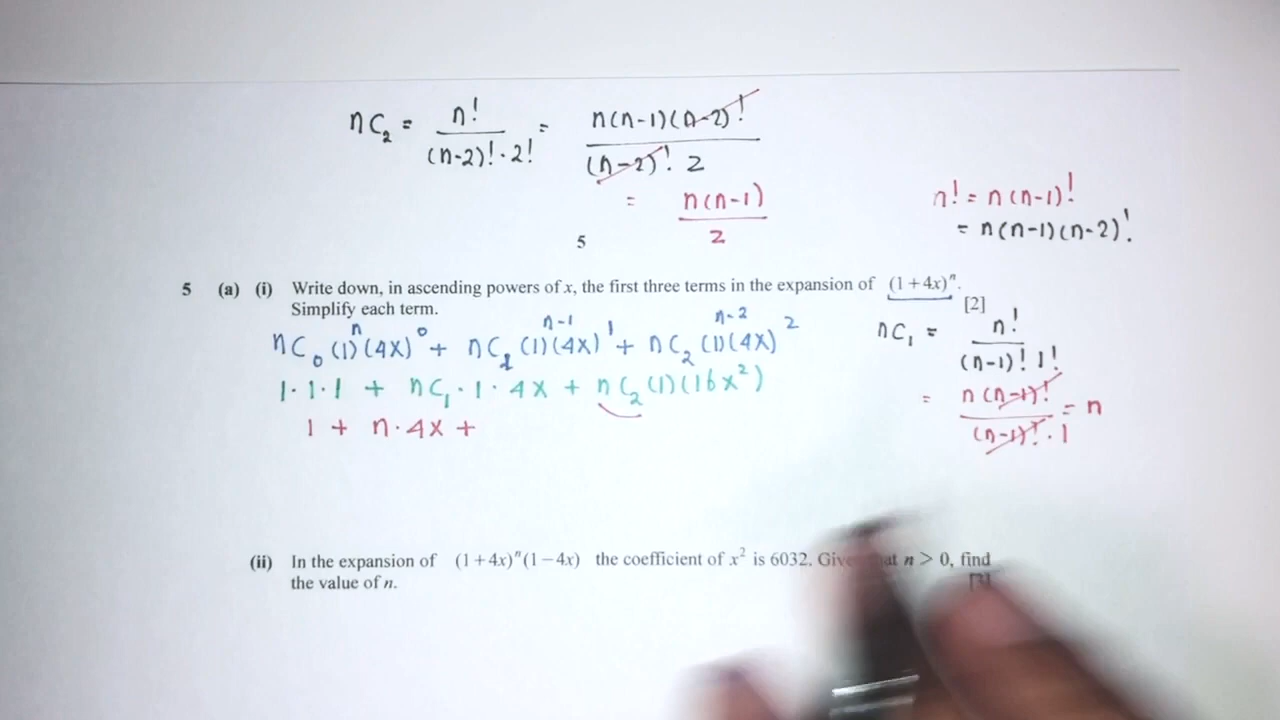 nC₂ = n!/((n-2)!·2!) = n(n-1)(n-2)!/((n-2)! 2)
= n(n-1)/2
n! = n(n-1)!
= n(n-1)(n-2)!
5
5 (a) (i) Write down, in ascending powers of x, the first three terms in the expansion of (1+4x)ⁿ.
Simplify each term. [2]
nC₀(1)ⁿ(4x)⁰ + nC₁(1)ⁿ⁻¹(4x)¹ + nC₂(1)ⁿ⁻²(4x)²
1·1·1 + nC₁·1·4x + nC₂(1)(16x²)
1 + n·4x +
nC₁ = n!/((n-1)! 1!)
= n(n-1)!/((n-1)!·1) = n
(ii) In the expansion of (1+4x)ⁿ(1−4x) the coefficient of x² is 6032. n > 0, find
the value of n.